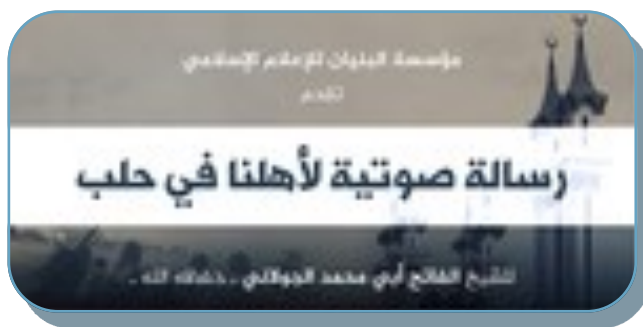 مؤسسة البنيان للإعلام الإسلامي
تقدم
رسالة صوتية لأهلنا في حلب
للشيخ الفاتح أبي محمد الجولاني ـ حفظه الله ـ